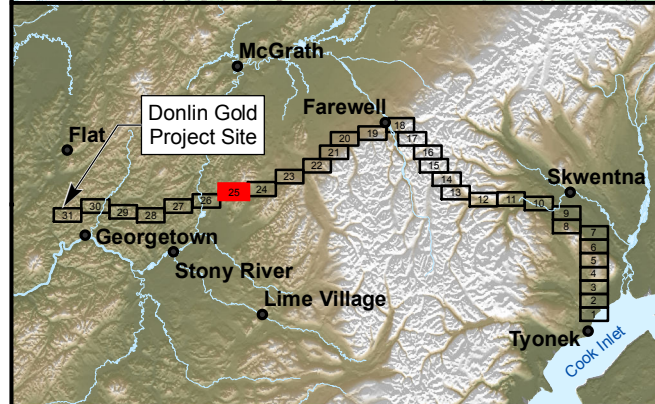 McGrath
Donlin Gold
Project Site
Farewell
Flat
18
19
17
20
16
21
15
22
14
23
13
24
25
Skwentna
12
11
10
26
27
28
29
30
31
9
8
7
6
5
4
3
2
1
Georgetown
Stony River
Lime Village
Tyonek
Cook Inlet